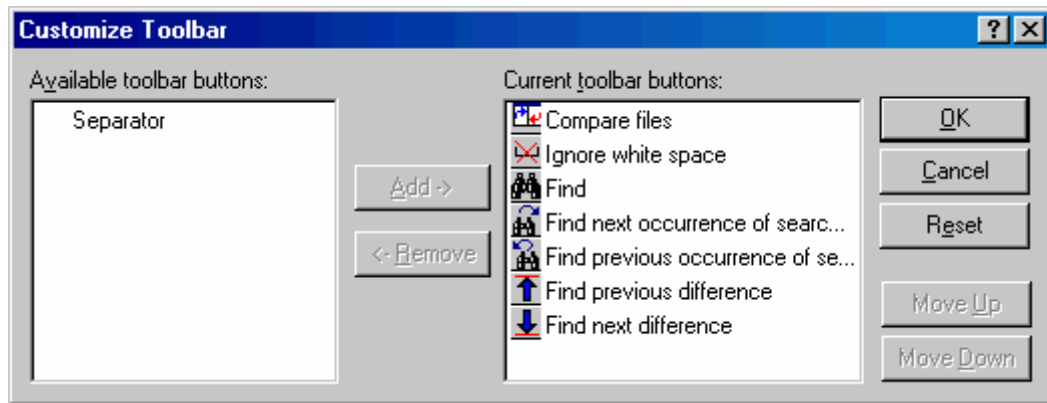 Customize Toolbar
Available toolbar buttons:
Separator
Add ->
<- Remove
Current toolbar buttons:
Compare files
Ignore white space
Find
Find next occurrence of searc...
Find previous occurrence of se...
Find previous difference
Find next difference
OK
Cancel
Reset
Move Up
Move Down